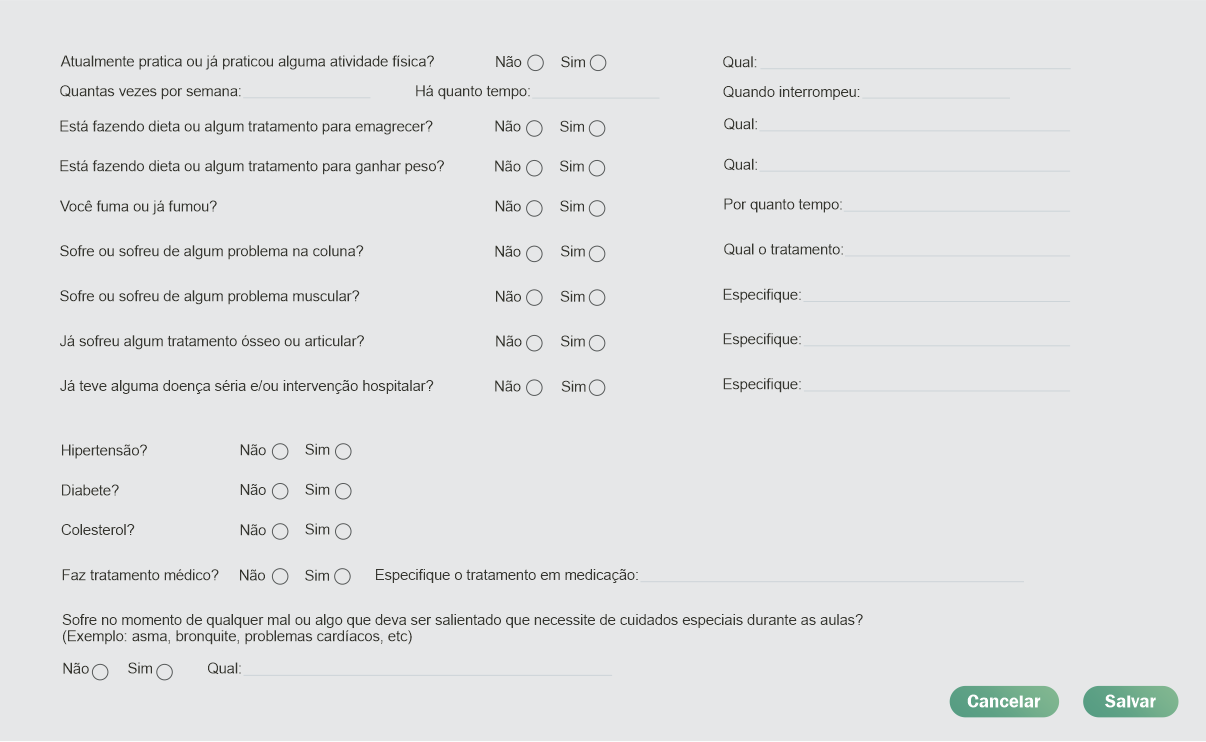 Atualmente pratica ou já praticou alguma atividade física? Não Sim Qual:
Quantas vezes por semana: Há quanto tempo: Quando interrompeu:
Está fazendo dieta ou algum tratamento para emagrecer? Não Sim Qual:
Está fazendo dieta ou algum tratamento para ganhar peso? Não Sim Qual:
Você fuma ou já fumou? Não Sim Por quanto tempo:
Sofre ou sofreu de algum problema na coluna? Não Sim Qual o tratamento:
Sofre ou sofreu de algum problema muscular? Não Sim Especifique:
Já sofreu algum tratamento ósseo ou articular? Não Sim Especifique:
Já teve alguma doença séria e/ou intervenção hospitalar? Não Sim Especifique:
Hipertensão? Não Sim
Diabete? Não Sim
Colesterol? Não Sim
Faz tratamento médico? Não Sim Especifique o tratamento em medicação:
Sofre no momento de qualquer mal ou algo que deva ser salientado que necessite de cuidados especiais durante as aulas?
(Exemplo: asma, bronquite, problemas cardíacos, etc)
Não Sim Qual:
Cancelar Salvar